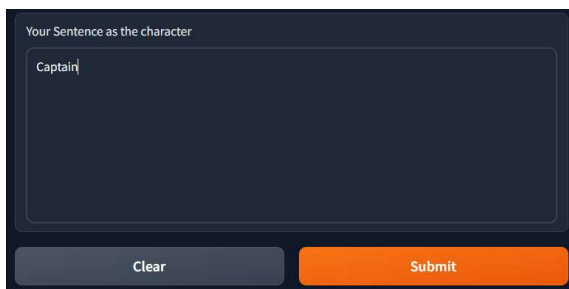 Your Sentence as the character
Captain
Clear
Submit